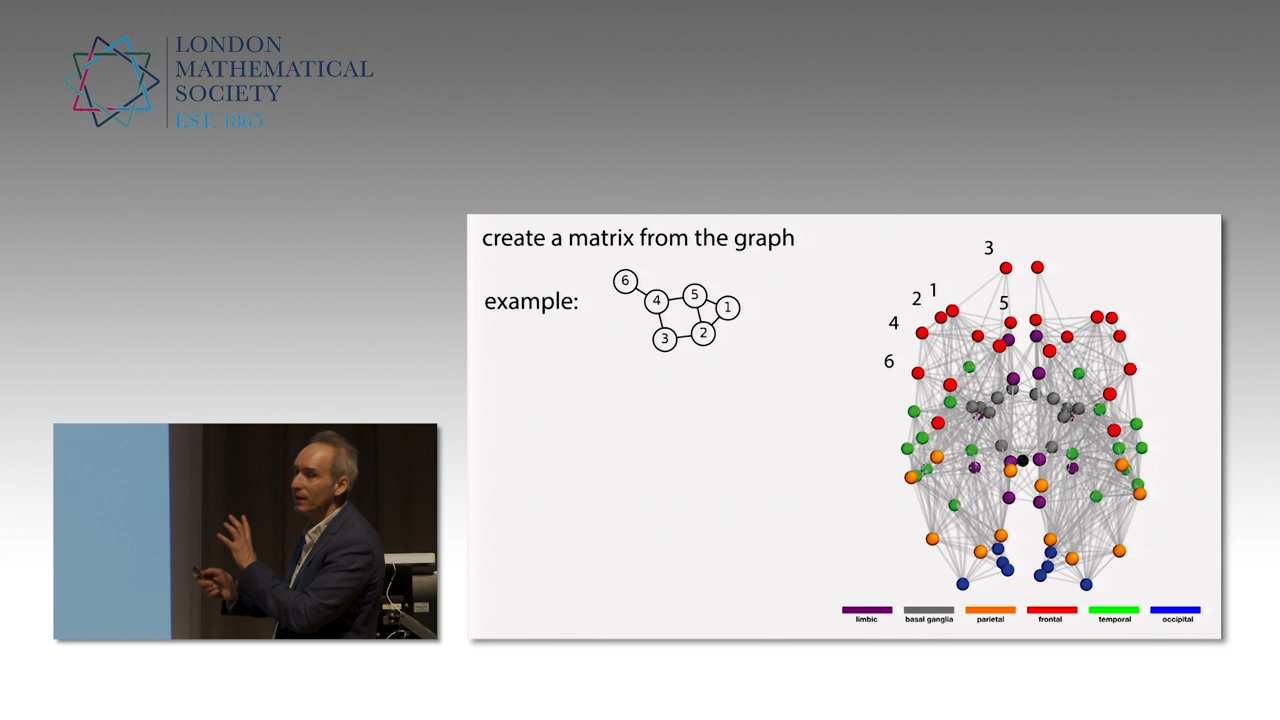 LONDON
MATHEMATICAL
SOCIETY
EST. 1865
create a matrix from the graph
example:
6
4
5
1
3
2
3
1
2
5
4
6
limbic
basal ganglia
parietal
frontal
temporal
occipital